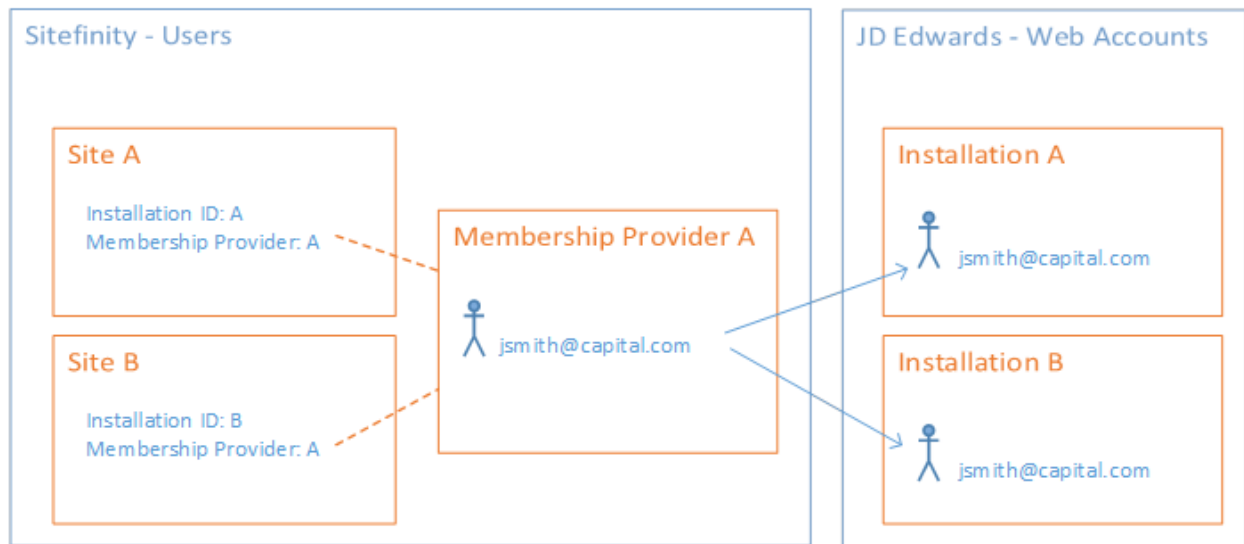 Sitefinity - Users
Site A
Installation ID: A
Membership Provider: A
Site B
Installation ID: B
Membership Provider: A
Membership Provider A
jsmith@capital.com
JD Edwards - Web Accounts
Installation A
jsmith@capital.com
Installation B
jsmith@capital.com